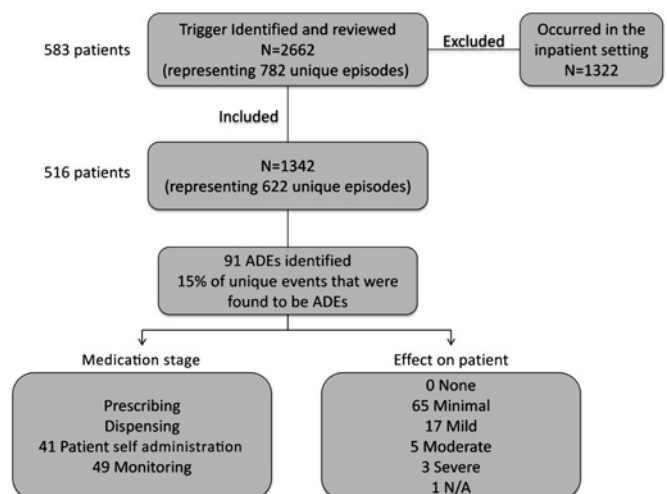 583 patients
Trigger Identified and reviewed
N=2662
(representing 782 unique episodes)
Excluded
Occurred in the
inpatient setting
N=1322
Included
516 patients
N=1342
(representing 622 unique episodes)
91 ADEs identified
15% of unique events that were
found to be ADEs
Medication stage
Prescribing
Dispensing
41 Patient self administration
49 Monitoring
Effect on patient
0 None
65 Minimal
17 Mild
5 Moderate
3 Severe
1 N/A